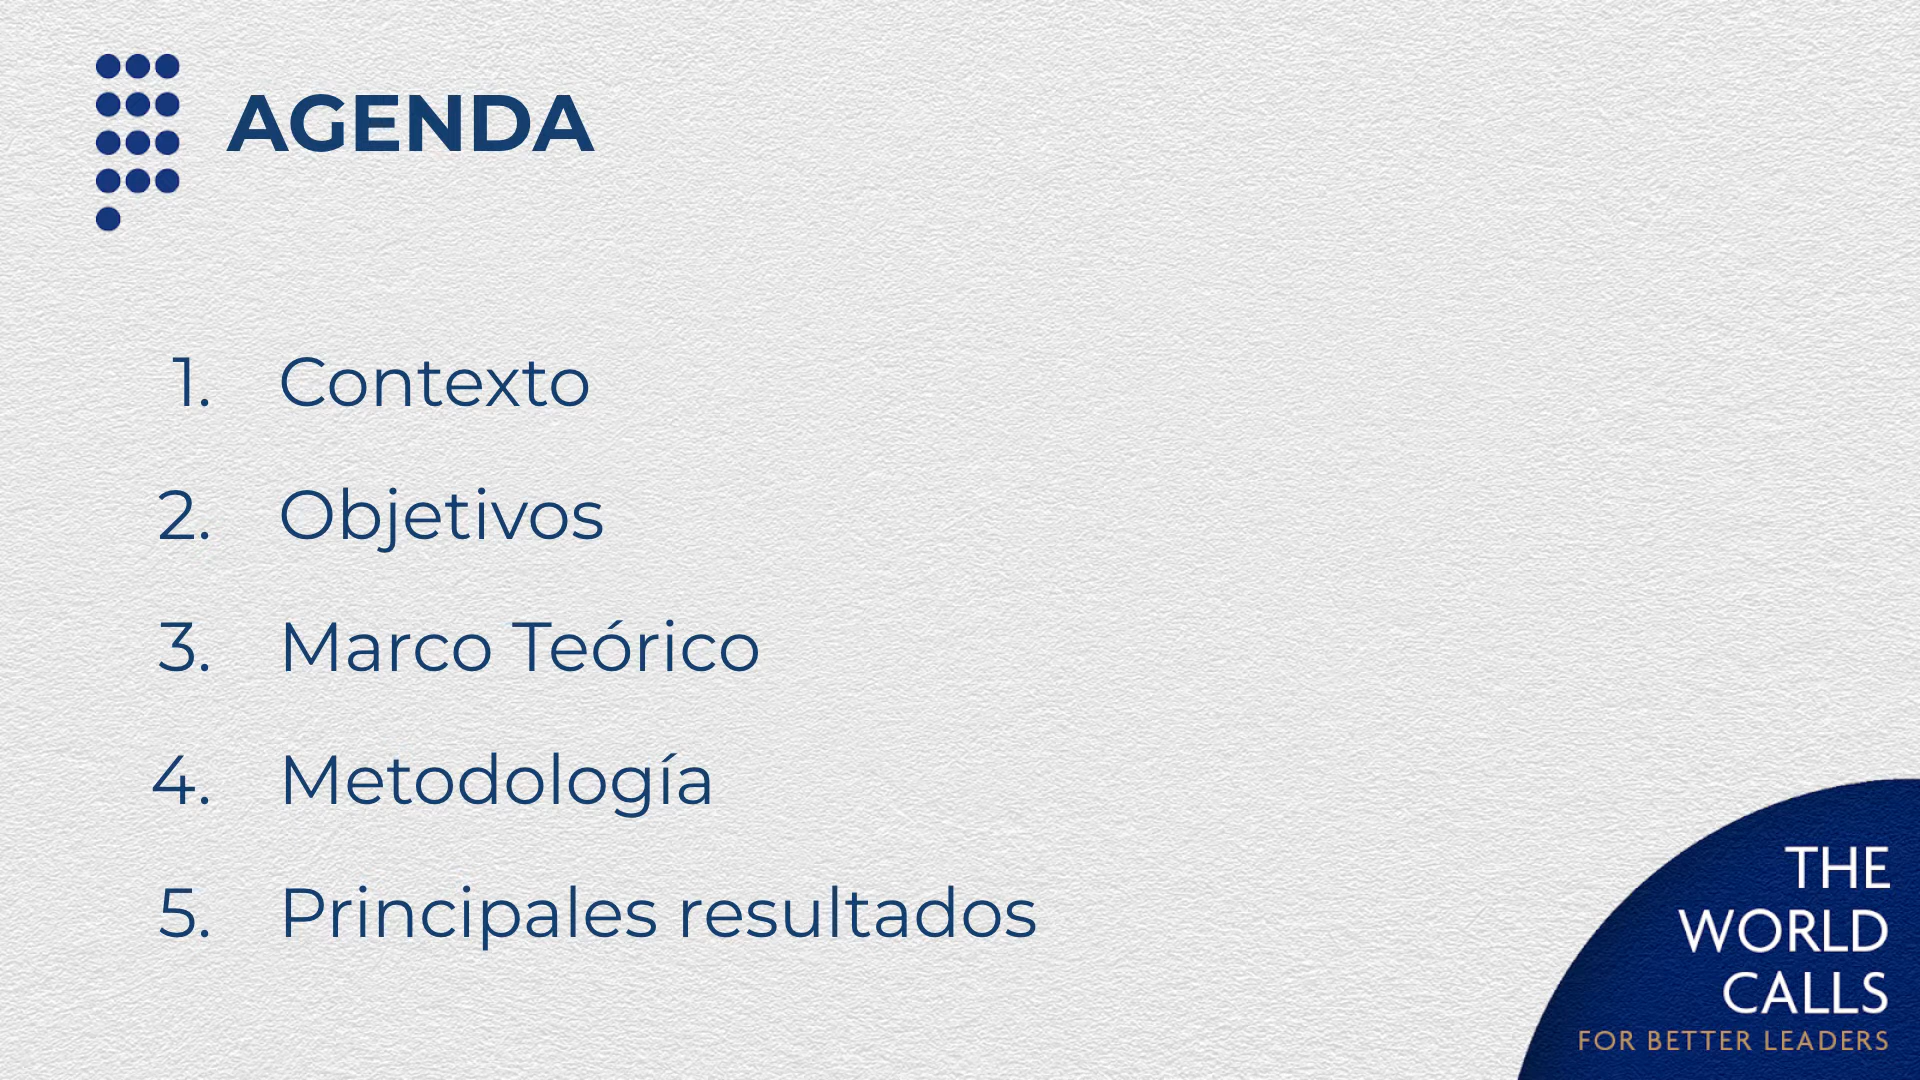 AGENDA
1. Contexto
2. Objetivos
3. Marco Teórico
4. Metodología
5. Principales resultados
THE
WORLD
CALLS
FOR BETTER LEADERS